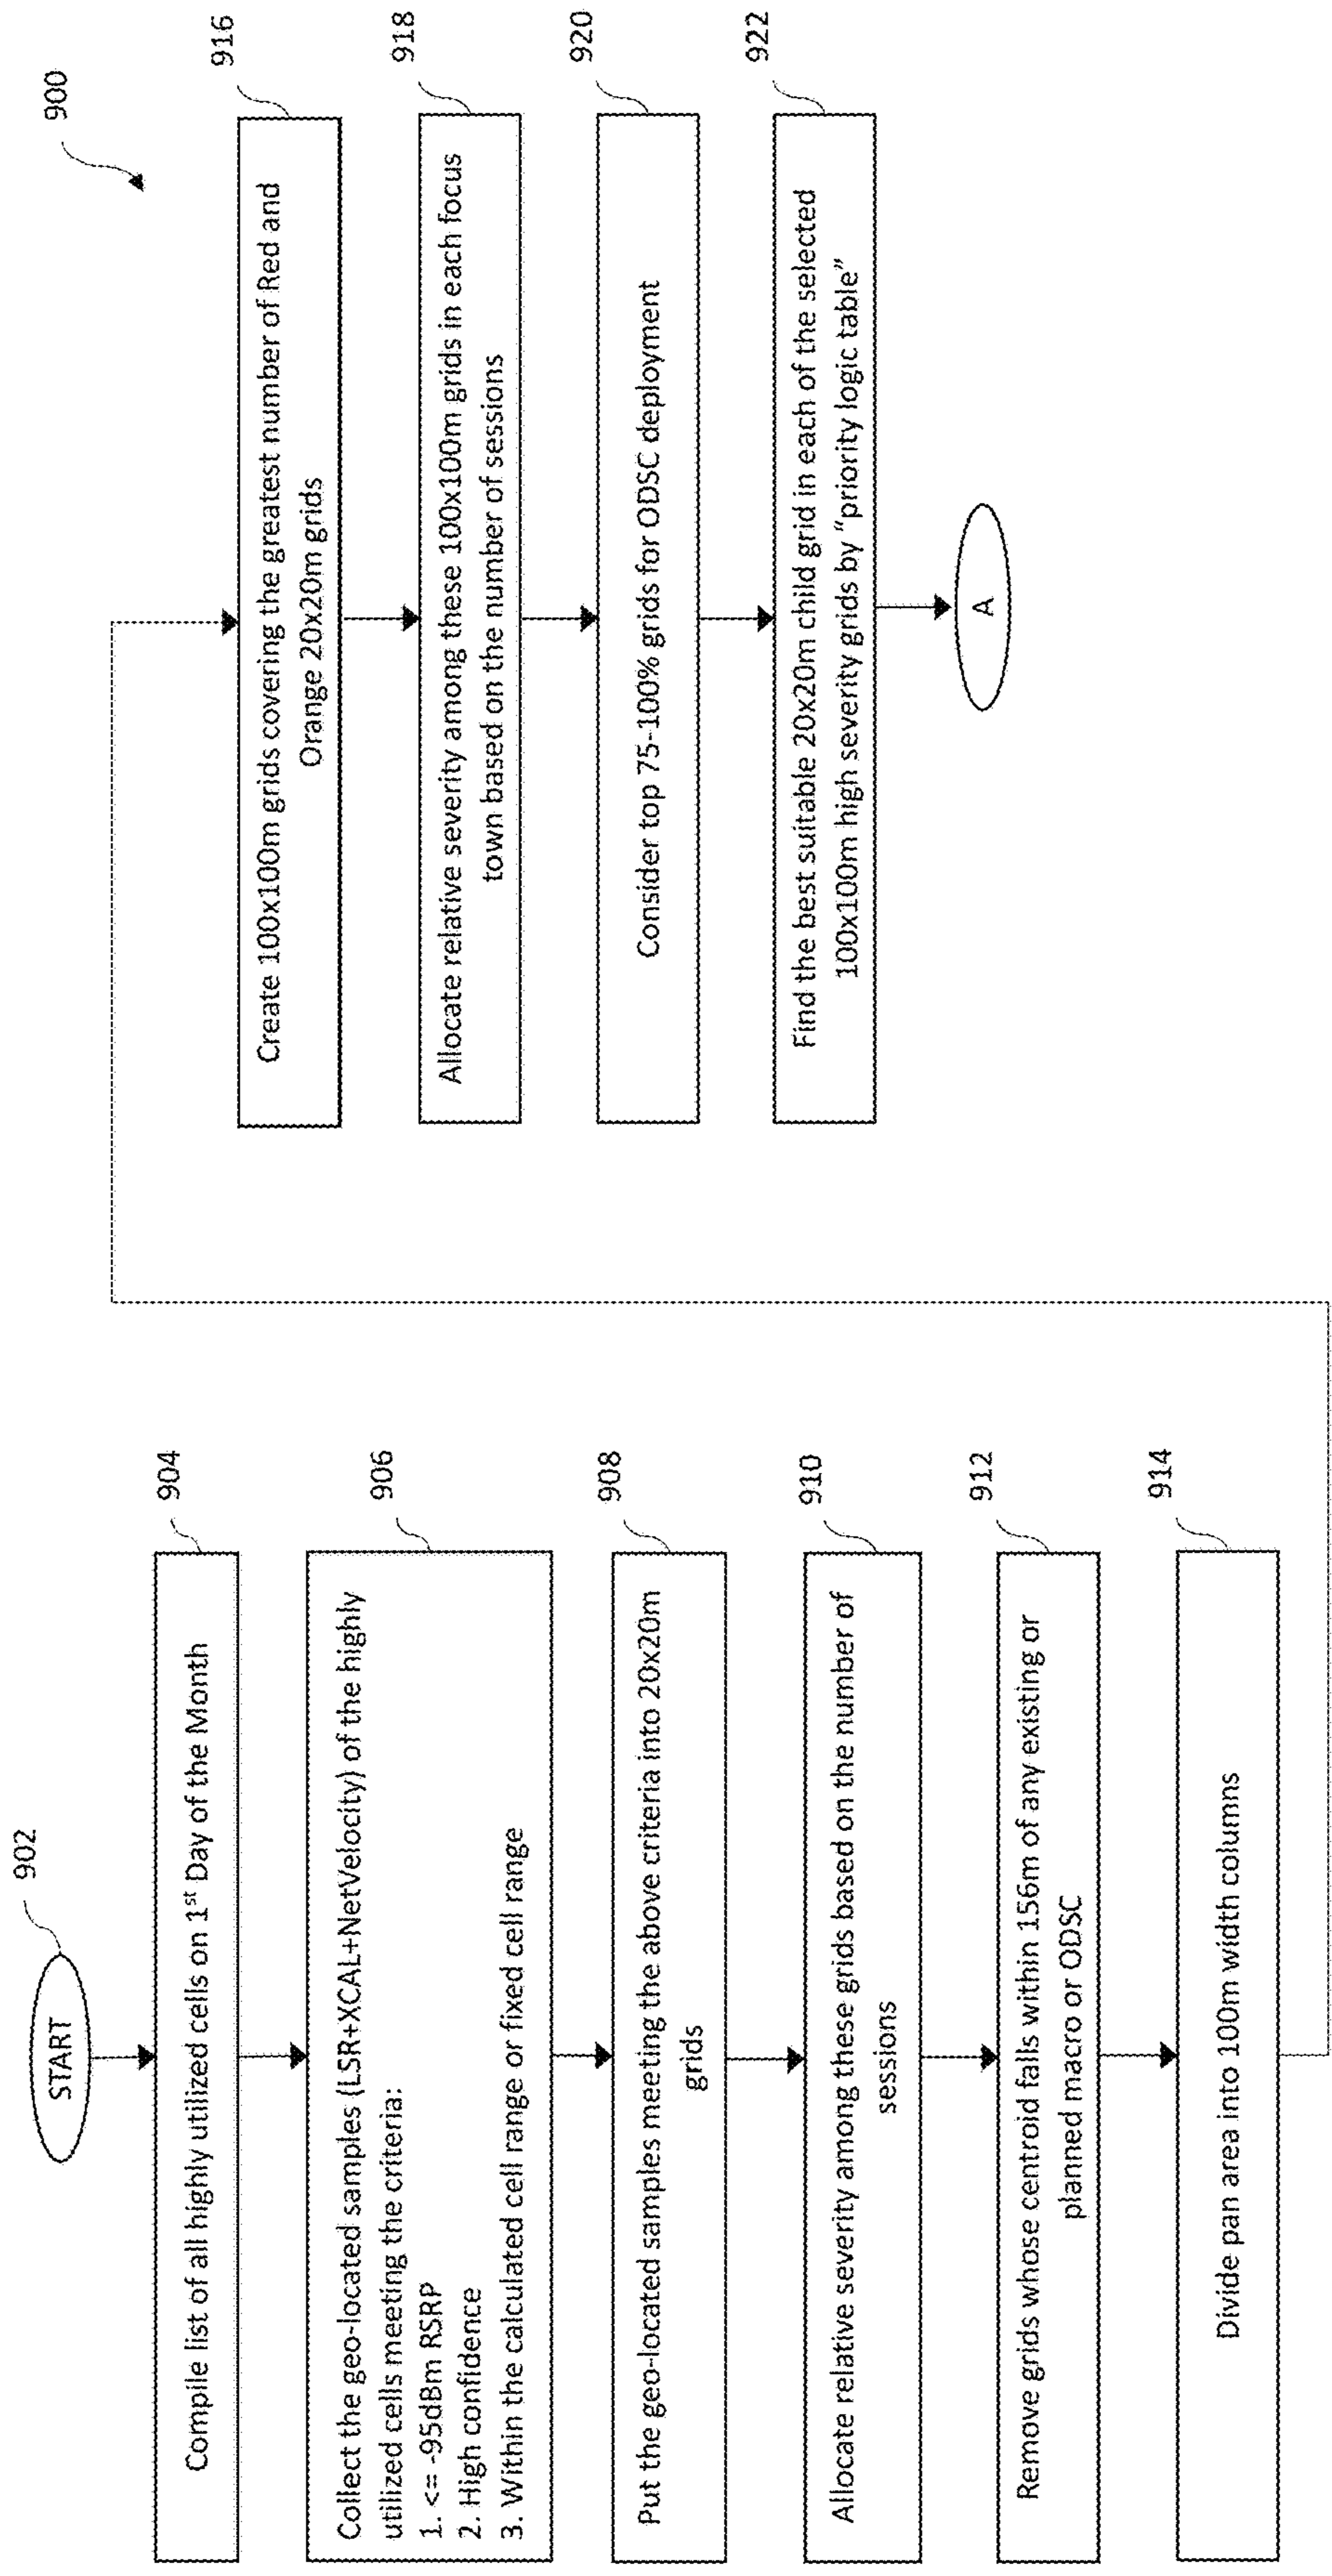 900
START
902
Compile list of all highly utilized cells on 1st Day of the Month
904
Collect the geo-located samples (LSR+XCAL+NetVelocity) of the highly
utilized cells meeting the criteria:
1. <= -95dBm RSRP
2. High confidence
3. Within the calculated cell range or fixed cell range
906
Put the geo-located samples meeting the above criteria into 20x20m
grids
908
Allocate relative severity among these grids based on the number of
sessions
910
Remove grids whose centroid falls within 156m of any existing or
planned macro or ODSC
912
Divide pan area into 100m width columns
914
Create 100x100m grids covering the greatest number of Red and
Orange 20x20m grids
916
Allocate relative severity among these 100x100m grids in each focus
town based on the number of sessions
918
Consider top 75-100% grids for ODSC deployment
920
Find the best suitable 20x20m child grid in each of the selected
100x100m high severity grids by “priority logic table”
922
A